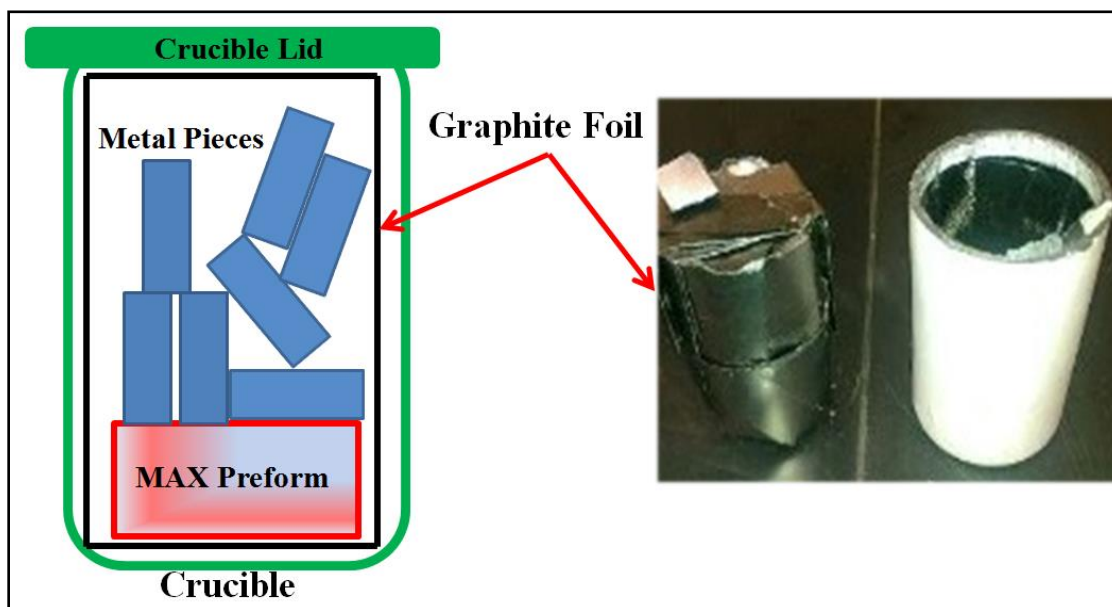 Crucible Lid
Metal Pieces
Graphite Foil
MAX Preform
Crucible